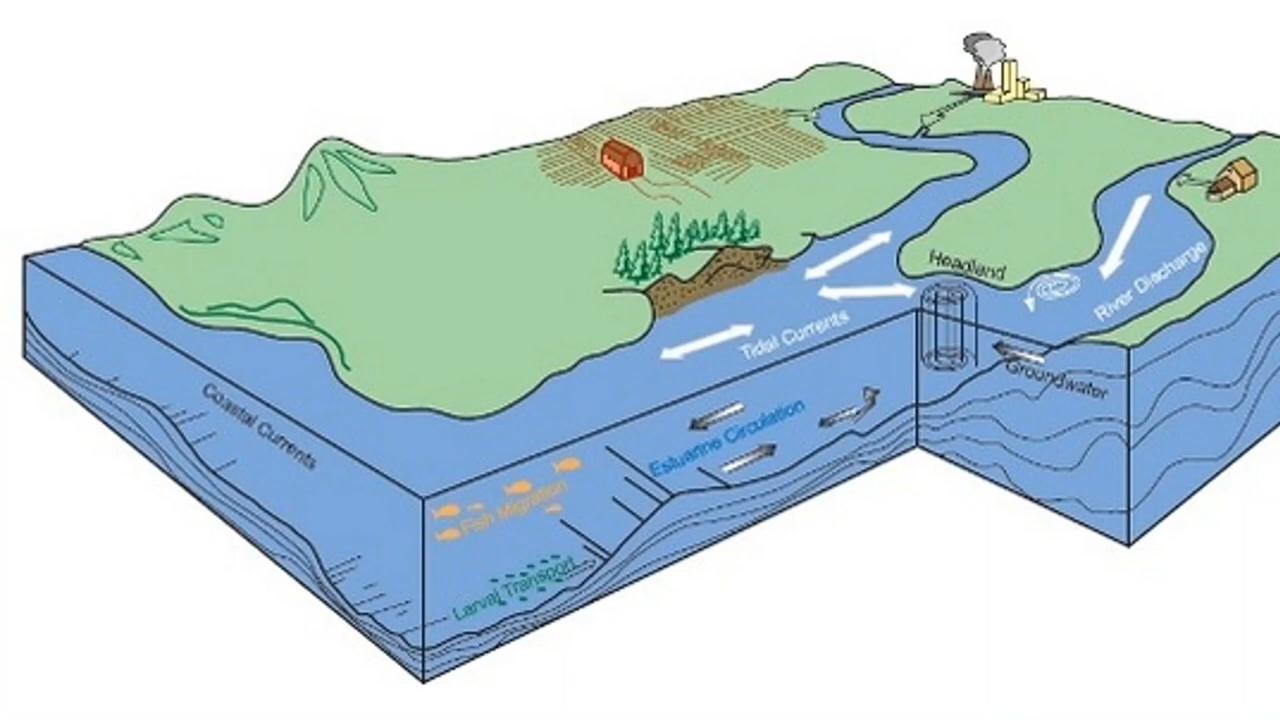 Headland
River Discharge
Tidal Currents
Groundwater
Coastal Currents
Estuarine Circulation
Fish Migration
Larval Transport